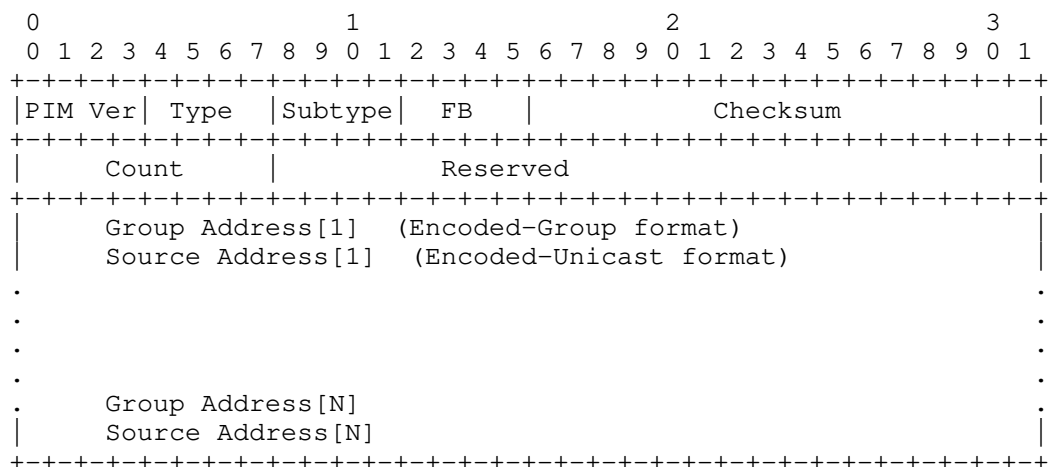 0                   1                   2                   3
 0 1 2 3 4 5 6 7 8 9 0 1 2 3 4 5 6 7 8 9 0 1 2 3 4 5 6 7 8 9 0 1
+-+-+-+-+-+-+-+-+-+-+-+-+-+-+-+-+-+-+-+-+-+-+-+-+-+-+-+-+-+-+-+-+
|PIM Ver| Type  |Subtype|  FB   |           Checksum            |
+-+-+-+-+-+-+-+-+-+-+-+-+-+-+-+-+-+-+-+-+-+-+-+-+-+-+-+-+-+-+-+-+
|     Count     |          Reserved                             |
+-+-+-+-+-+-+-+-+-+-+-+-+-+-+-+-+-+-+-+-+-+-+-+-+-+-+-+-+-+-+-+-+
|     Group Address[1]  (Encoded-Group format)                  |
|     Source Address[1]  (Encoded-Unicast format)               |
.                                                               .
.                                                               .
.                                                               .
.                                                               .
.     Group Address[N]                                          .
|     Source Address[N]                                         |
+-+-+-+-+-+-+-+-+-+-+-+-+-+-+-+-+-+-+-+-+-+-+-+-+-+-+-+-+-+-+-+-+